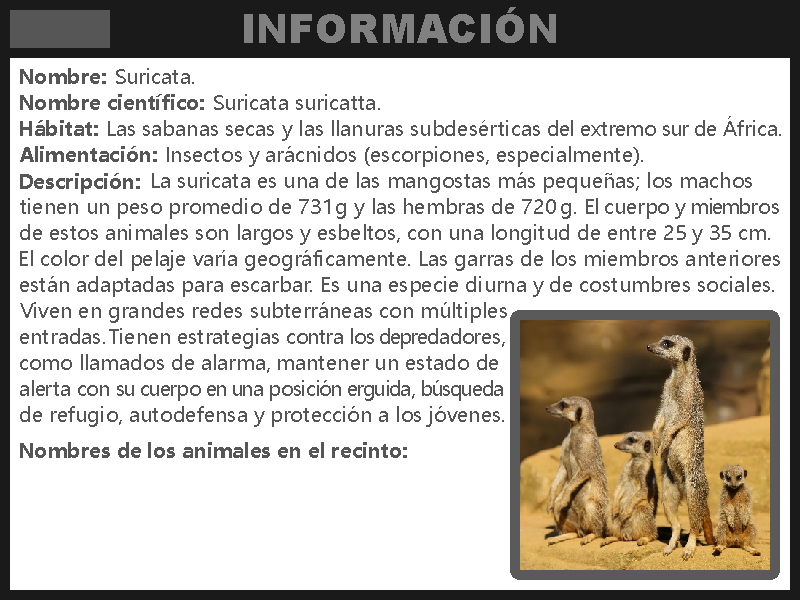 INFORMACIÓN
Nombre: Suricata.
Nombre científico: Suricata suricatta.
Hábitat: Las sabanas secas y las llanuras subdesérticas del extremo sur de África.
Alimentación: Insectos y arácnidos (escorpiones, especialmente).
Descripción: La suricata es una de las mangostas más pequeñas; los machos
tienen un peso promedio de 731g y las hembras de 720g. El cuerpo y miembros
de estos animales son largos y esbeltos, con una longitud de entre 25 y 35 cm.
El color del pelaje varía geográficamente. Las garras de los miembros anteriores
están adaptadas para escarbar. Es una especie diurna y de costumbres sociales.
Viven en grandes redes subterráneas con múltiples
entradas. Tienen estrategias contra los depredadores,
como llamados de alarma, mantener un estado de
alerta con su cuerpo en una posición erguida, búsqueda
de refugio, autodefensa y protección a los jóvenes.
Nombres de los animales en el recinto: